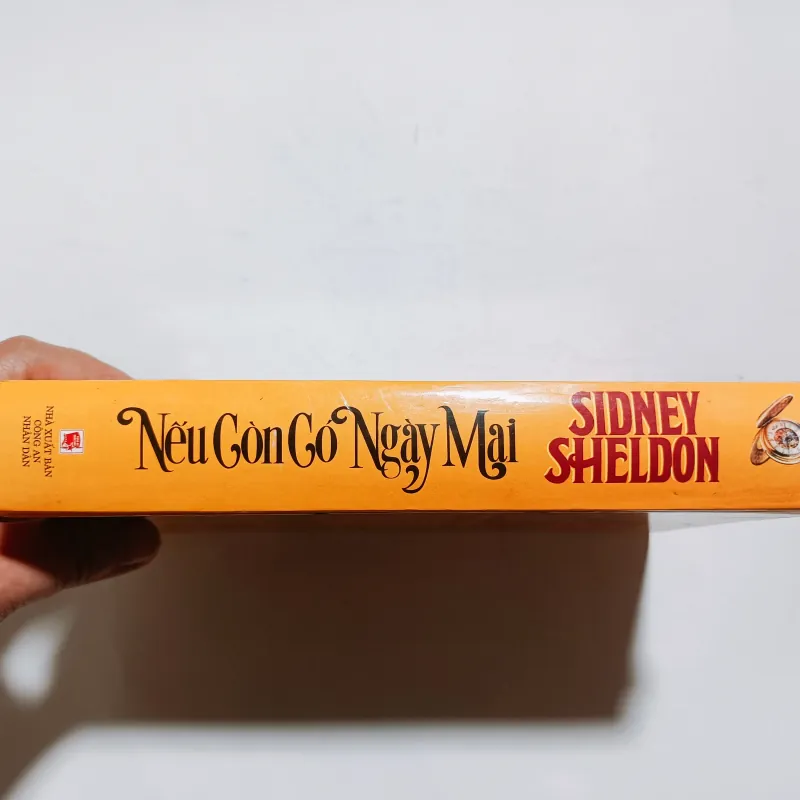 NHÀ XUẤT BẢN
CÔNG AN
NHÂN DÂN
Nếu Còn Có Ngày Mai
SIDNEY
SHELDON